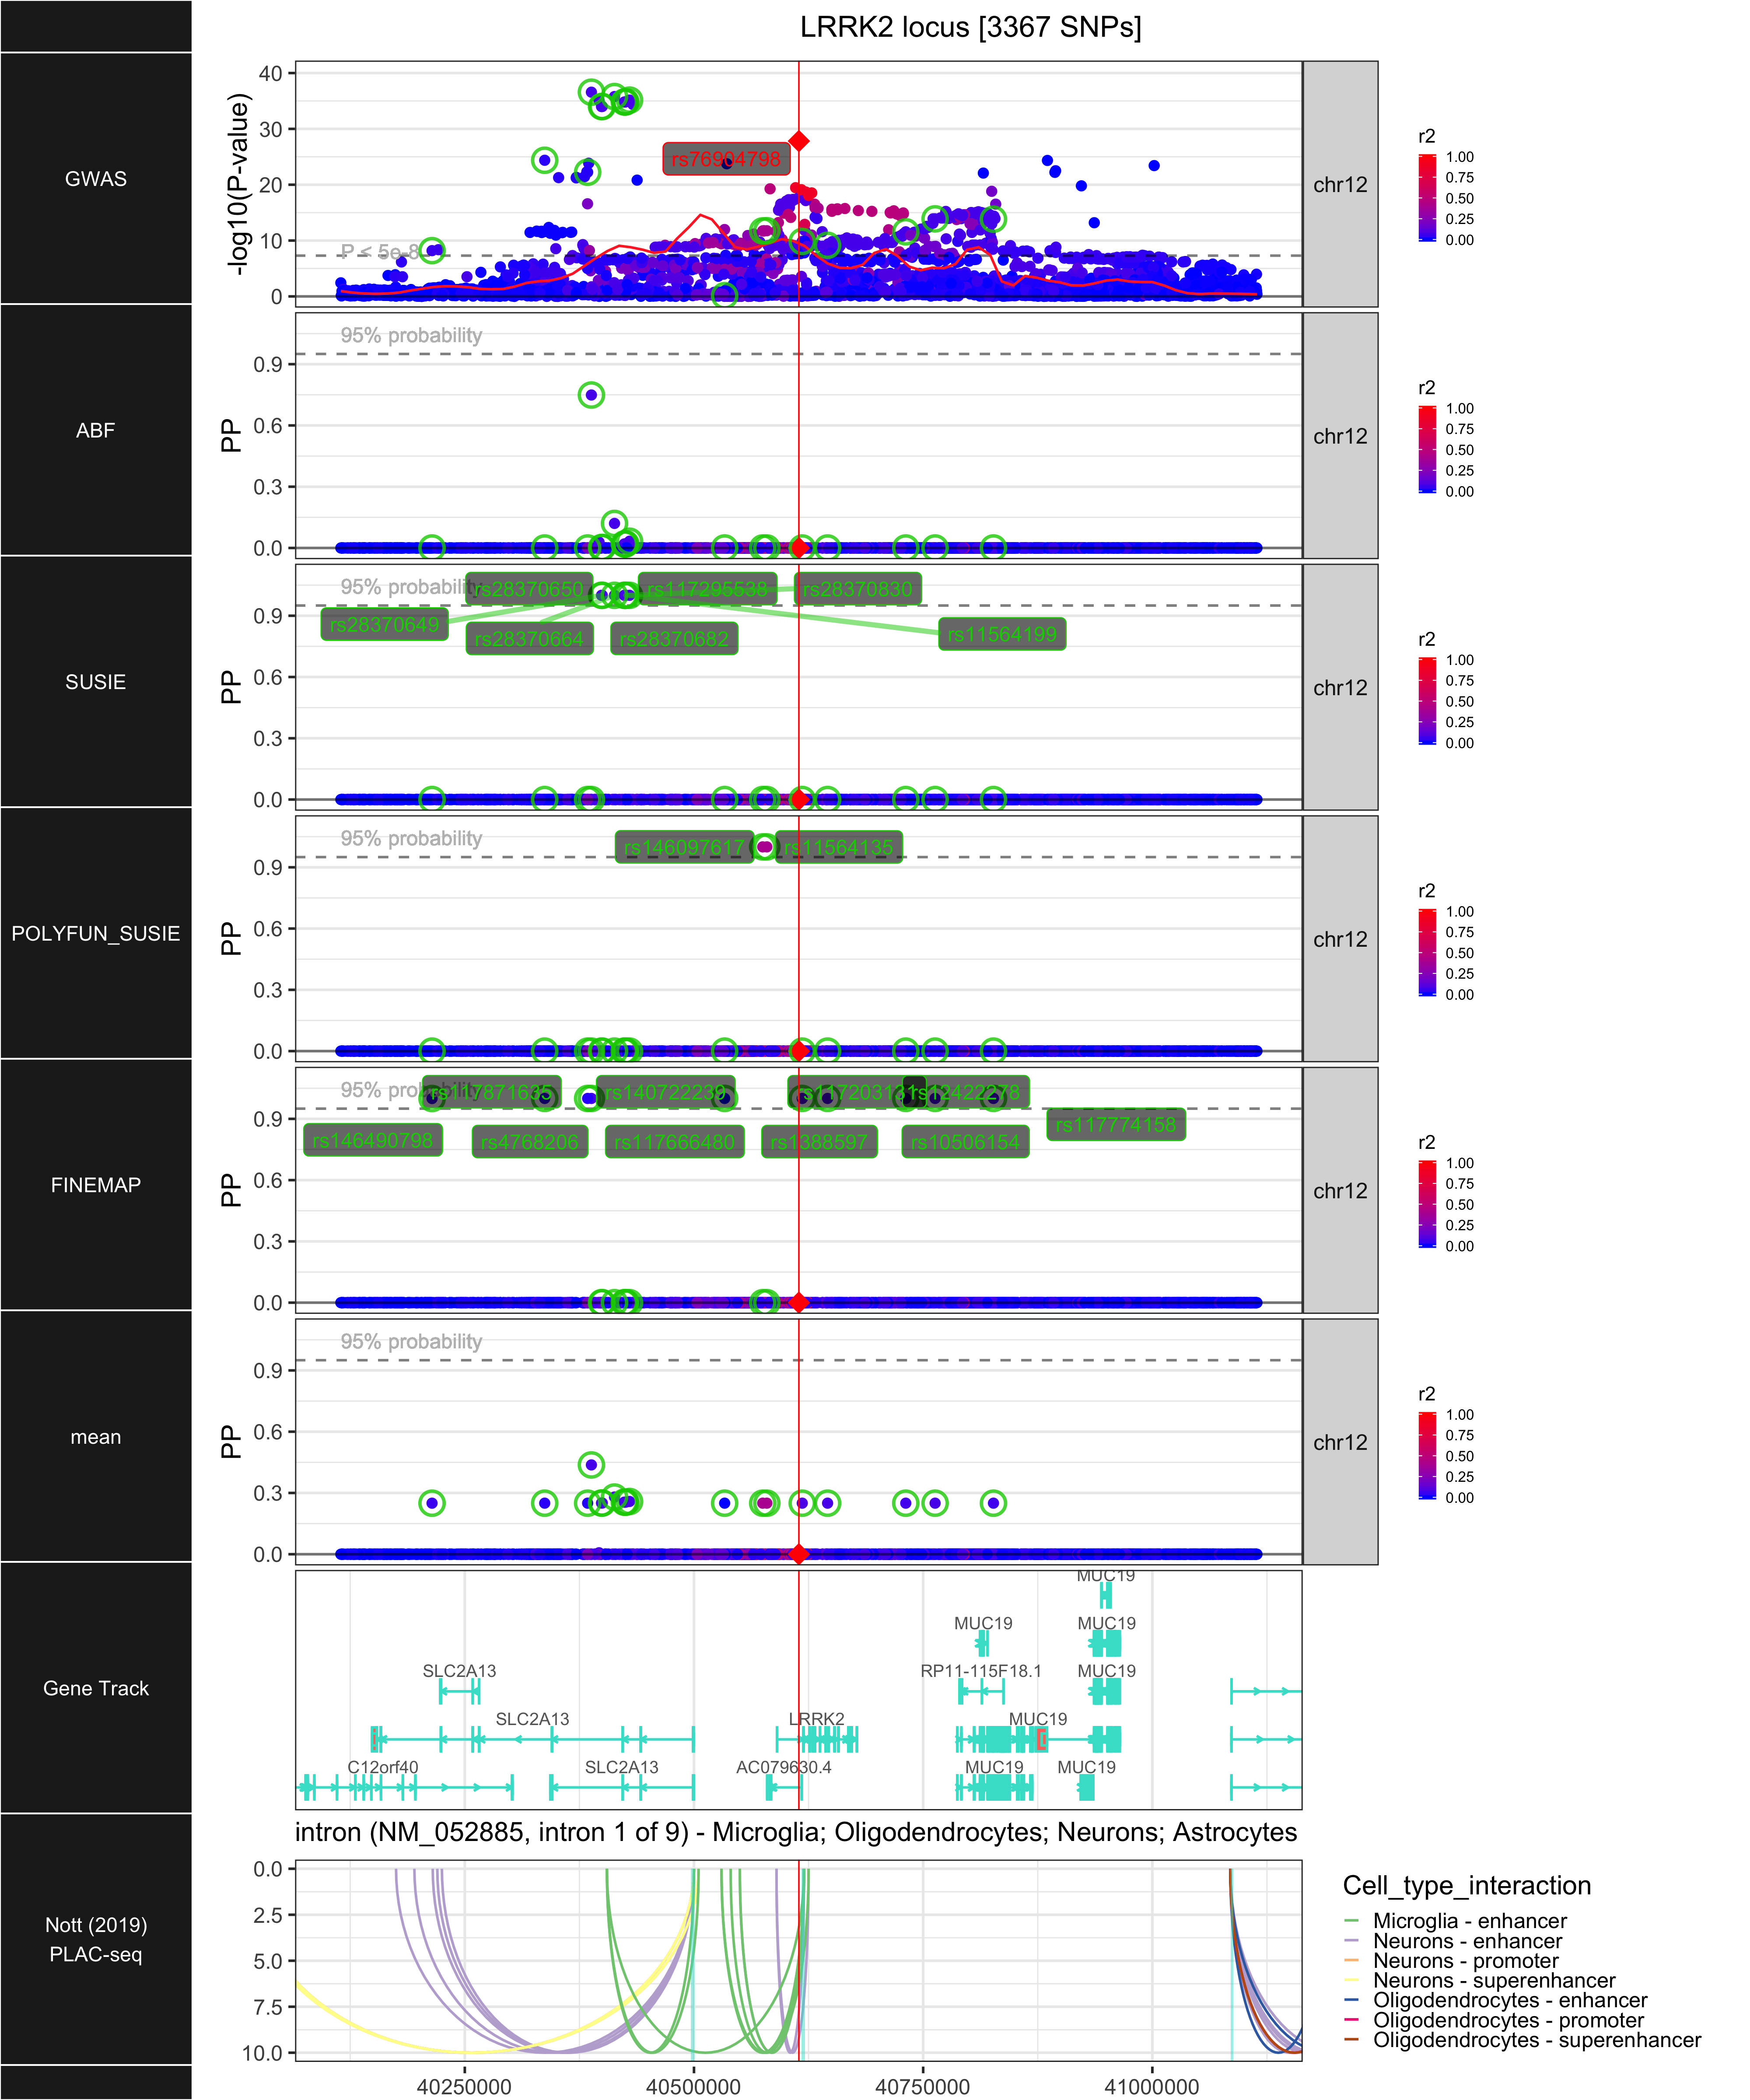 LRRK2 locus [3367 SNPs]
GWAS
-log10(P-value)
40
30
20
10
0
P < 5e-8
rs76904798
chr12
r2
1.00
0.75
0.50
0.25
0.00
ABF
PP
0.9
0.6
0.3
0.0
95% probability
chr12
r2
1.00
0.75
0.50
0.25
0.00
SUSIE
PP
0.9
0.6
0.3
0.0
95% probability
rs28370650
rs117295538
rs28370830
rs28370649
rs28370664
rs28370682
rs11564199
chr12
r2
1.00
0.75
0.50
0.25
0.00
POLYFUN_SUSIE
PP
0.9
0.6
0.3
0.0
95% probability
rs146097617
rs11564135
chr12
r2
1.00
0.75
0.50
0.25
0.00
FINEMAP
PP
0.9
0.6
0.3
0.0
95% probability
rs140722239
rs12422278
rs146490798
rs4768206
rs117666480
rs1388597
rs10506154
rs117774158
chr12
r2
1.00
0.75
0.50
0.25
0.00
mean
PP
0.9
0.6
0.3
0.0
95% probability
chr12
r2
1.00
0.75
0.50
0.25
0.00
Gene Track
MUC19
MUC19
MUC19
SLC2A13
RP11-115F18.1
MUC19
SLC2A13
LRRK2
MUC19
C12orf40
SLC2A13
AC079630.4
MUC19
MUC19
intron (NM_052885, intron 1 of 9) - Microglia; Oligodendrocytes; Neurons; Astrocytes
Nott (2019)
PLAC-seq
0.0
2.5
5.0
7.5
10.0
Cell_type_interaction
Microglia - enhancer
Neurons - enhancer
Neurons - promoter
Neurons - superenhancer
Oligodendrocytes - enhancer
Oligodendrocytes - promoter
Oligodendrocytes - superenhancer
40250000
40500000
40750000
41000000